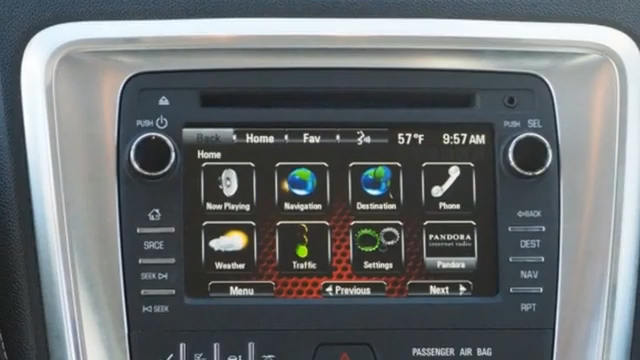 PUSH
PUSH SEL
Back Home Fav 57°F 9:57 AM
Home
Now Playing Navigation Destination Phone
PANDORA
internet radio
Weather Traffic Settings Pandora
Menu Previous Next
SRCE
SEEK
SEEK
BACK
DEST
NAV
RPT
PASSENGER AIR BAG